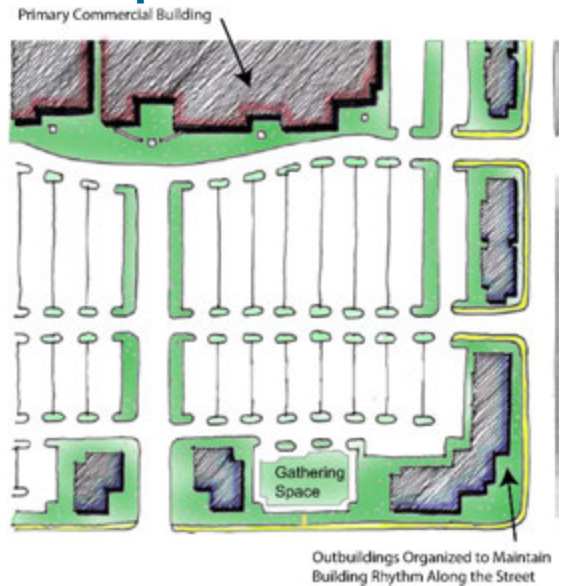 Primary Commercial Building
Gathering
Space
Outbuildings Organized to Maintain
Building Rhythm Along the Street